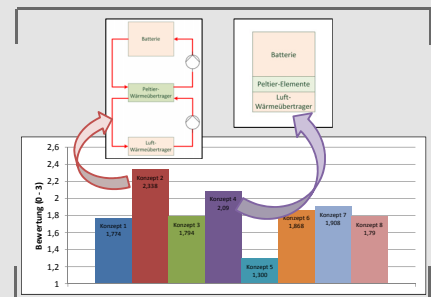 Batterie
Peltier-
Wärmeübertrager
Luft-
Wärmeübertrager
Batterie
Peltier-Elemente
Luft-
Wärmeübertrager
Bewertung (0 - 3)
2,6
2,4
2,2
2
1,8
1,6
1,4
1,2
1
Konzept 1
1,774
Konzept 2
2,338
Konzept 3
1,794
Konzept 4
2,09
Konzept 5
1,300
Konzept 6
1,868
Konzept 7
1,908
Konzept 8
1,79